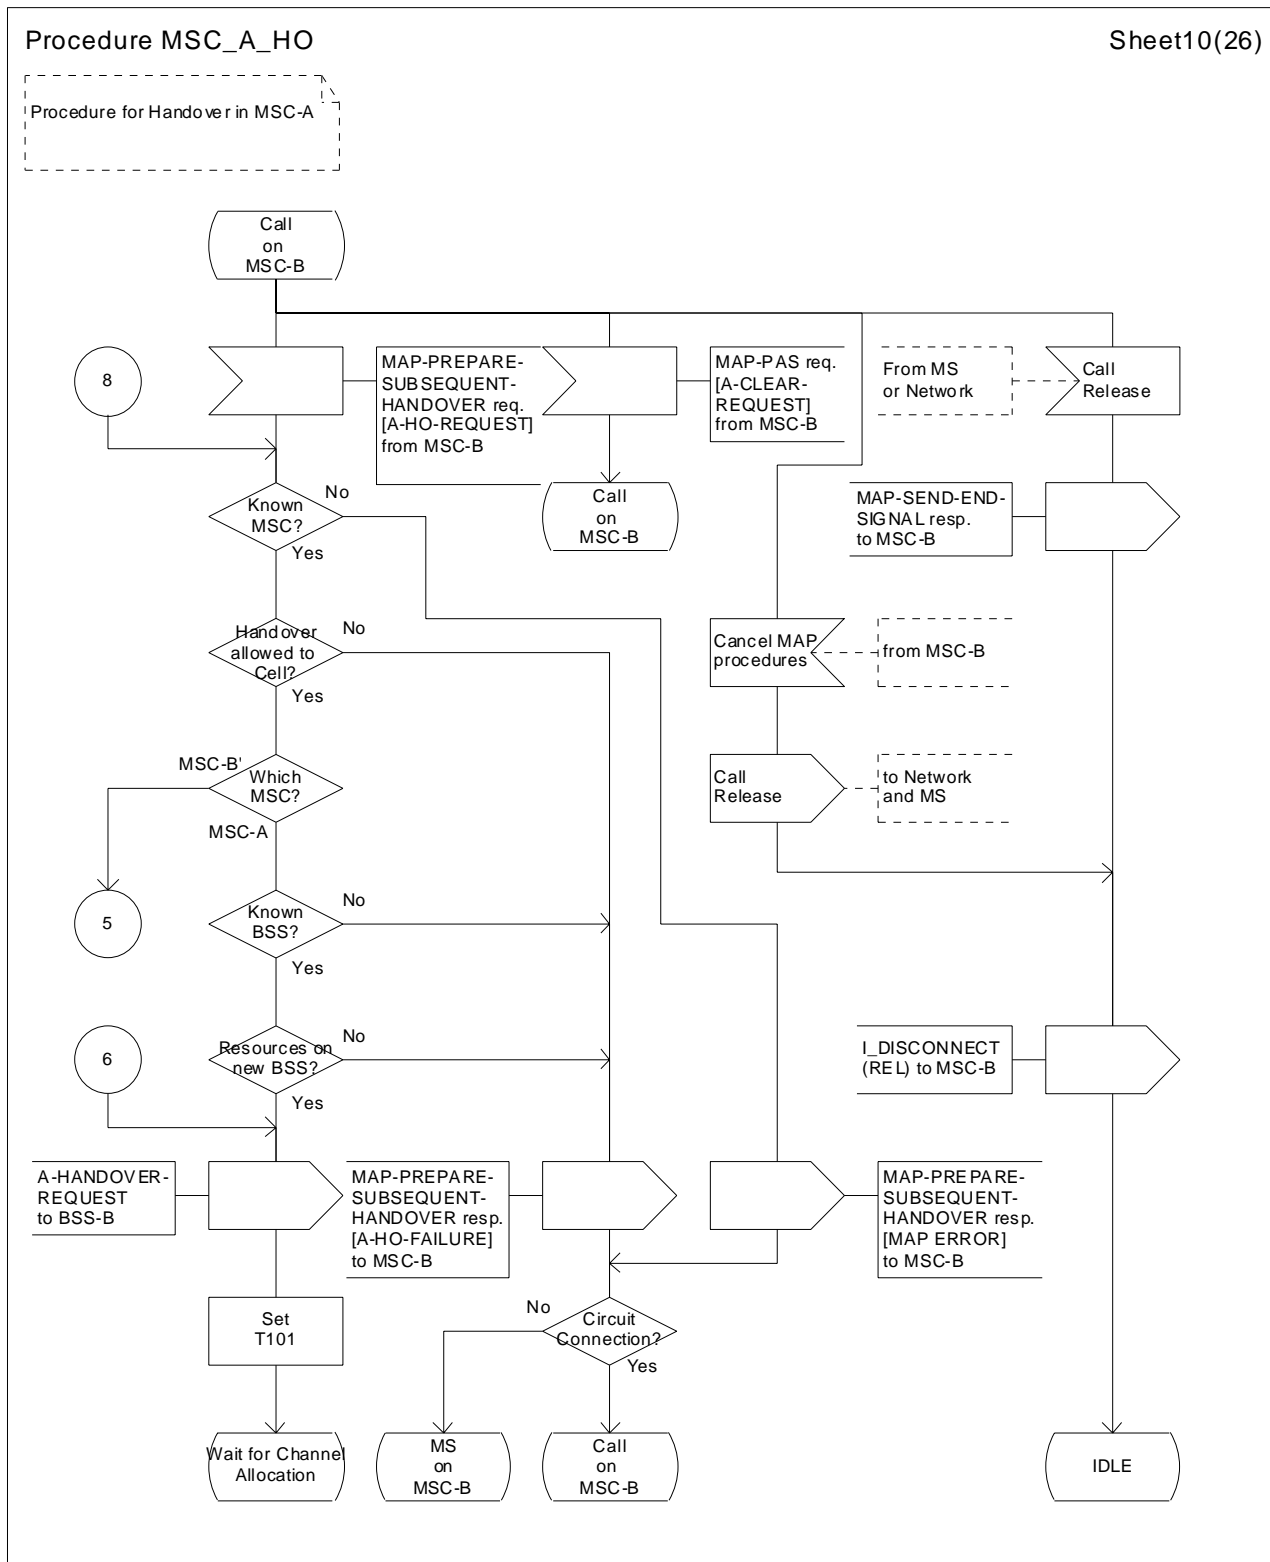 Procedure MSC_A_HO
Sheet10(26)
Procedure for Handover in MSC-A
Call
on
MSC-B
8
MAP-PREPARE-
SUBSEQUENT-
HANDOVER req.
[A-HO-REQUEST]
from MSC-B
MAP-PAS req.
[A-CLEAR-
REQUEST]
from MSC-B
From MS
or Network
Call
Release
Known
MSC?
No
Yes
Call
on
MSC-B
MAP-SEND-END-
SIGNAL resp.
to MSC-B
Handover
allowed to
Cell?
No
Yes
Cancel MAP
procedures
from MSC-B
MSC-B'
Which
MSC?
MSC-A
Call
Release
to Network
and MS
5
Known
BSS?
No
Yes
6
Resources on
new BSS?
No
Yes
I_DISCONNECT
(REL) to MSC-B
A-HANDOVER-
REQUEST
to BSS-B
MAP-PREPARE-
SUBSEQUENT-
HANDOVER resp.
[A-HO-FAILURE]
to MSC-B
MAP-PREPARE-
SUBSEQUENT-
HANDOVER resp.
[MAP ERROR]
to MSC-B
Set
T101
No
Circuit
Connection?
Yes
Wait for Channel
Allocation
MS
on
MSC-B
Call
on
MSC-B
IDLE